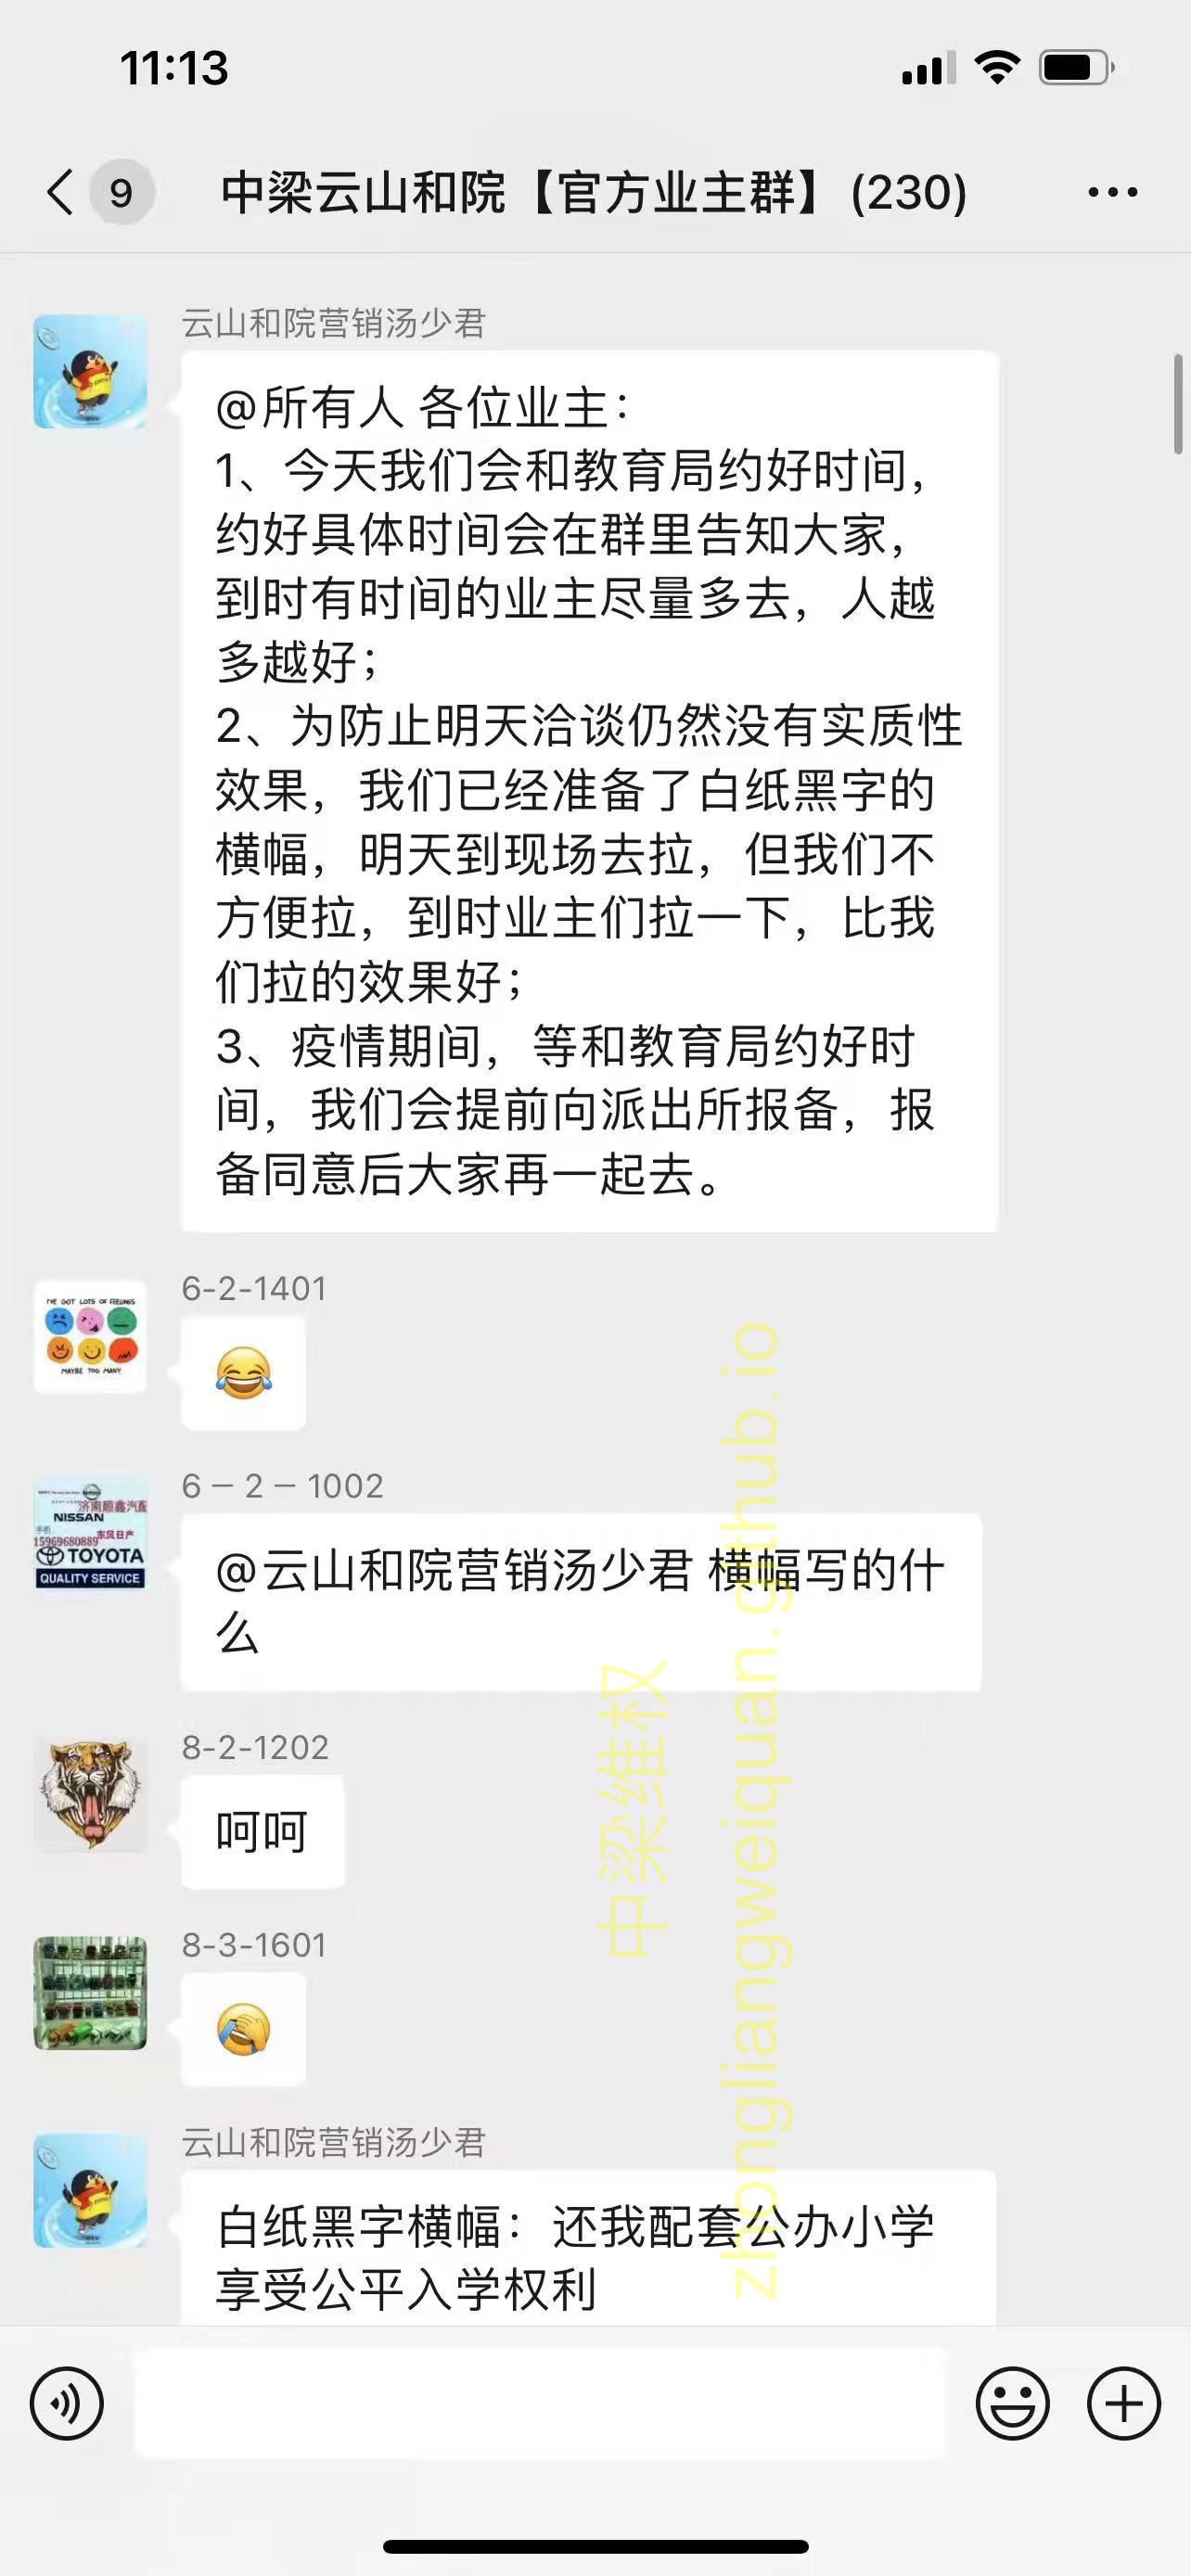 11:13
9
中梁云山和院【官方业主群】(230)
云山和院营销汤少君
@所有人 各位业主：
1、今天我们会和教育局约好时间，
约好具体时间会在群里告知大家，
到时有时间的业主尽量多去，人越
多越好；
2、为防止明天洽谈仍然没有实质性
效果，我们已经准备了白纸黑字的
横幅，明天到现场去拉，但我们不
方便拉，到时业主们拉一下，比我
们拉的效果好；
3、疫情期间，等和教育局约好时
间，我们会提前向派出所报备，报
备同意后大家再一起去。
6-2-1401
I'VE GOT LOTS OF FEELINGS
MAYBE TOO MANY
6 – 2 – 1002
济南顺鑫汽配
NISSAN
东风日产
手机
15969680889
TOYOTA
QUALITY SERVICE
@云山和院营销汤少君 横幅写的什
么
8-2-1202
呵呵
8-3-1601
云山和院营销汤少君
白纸黑字横幅：还我配套公办小学
享受公平入学权利
中梁维权
zhongliangweiquan.github.io